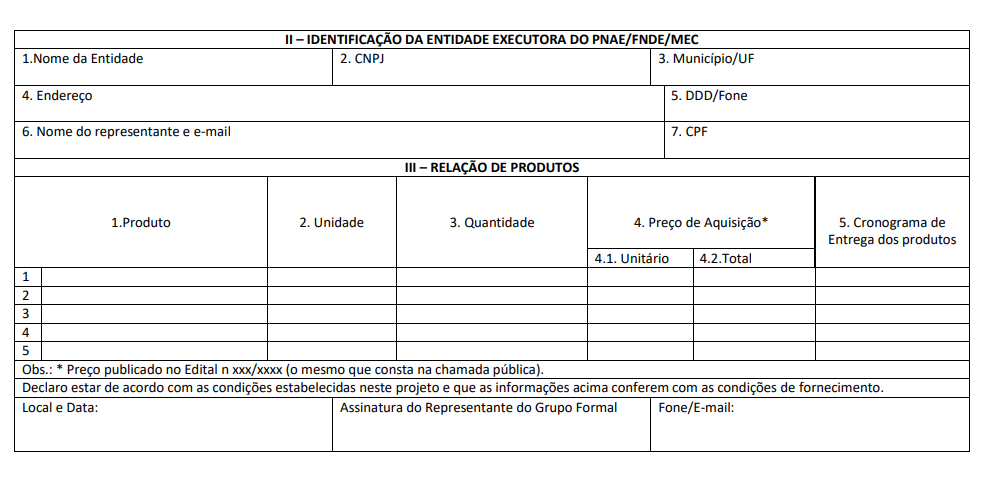 II – IDENTIFICAÇÃO DA ENTIDADE EXECUTORA DO PNAE/FNDE/MEC
1.Nome da Entidade
2. CNPJ
3. Município/UF
4. Endereço
5. DDD/Fone
6. Nome do representante e e-mail
7. CPF
III – RELAÇÃO DE PRODUTOS
1.Produto
2. Unidade
3. Quantidade
4. Preço de Aquisição*
5. Cronograma de
Entrega dos produtos
4.1. Unitário
4.2.Total
1
2
3
4
5
Obs.: * Preço publicado no Edital n xxx/xxxx (o mesmo que consta na chamada pública).
Declaro estar de acordo com as condições estabelecidas neste projeto e que as informações acima conferem com as condições de fornecimento.
Local e Data:
Assinatura do Representante do Grupo Formal
Fone/E-mail: